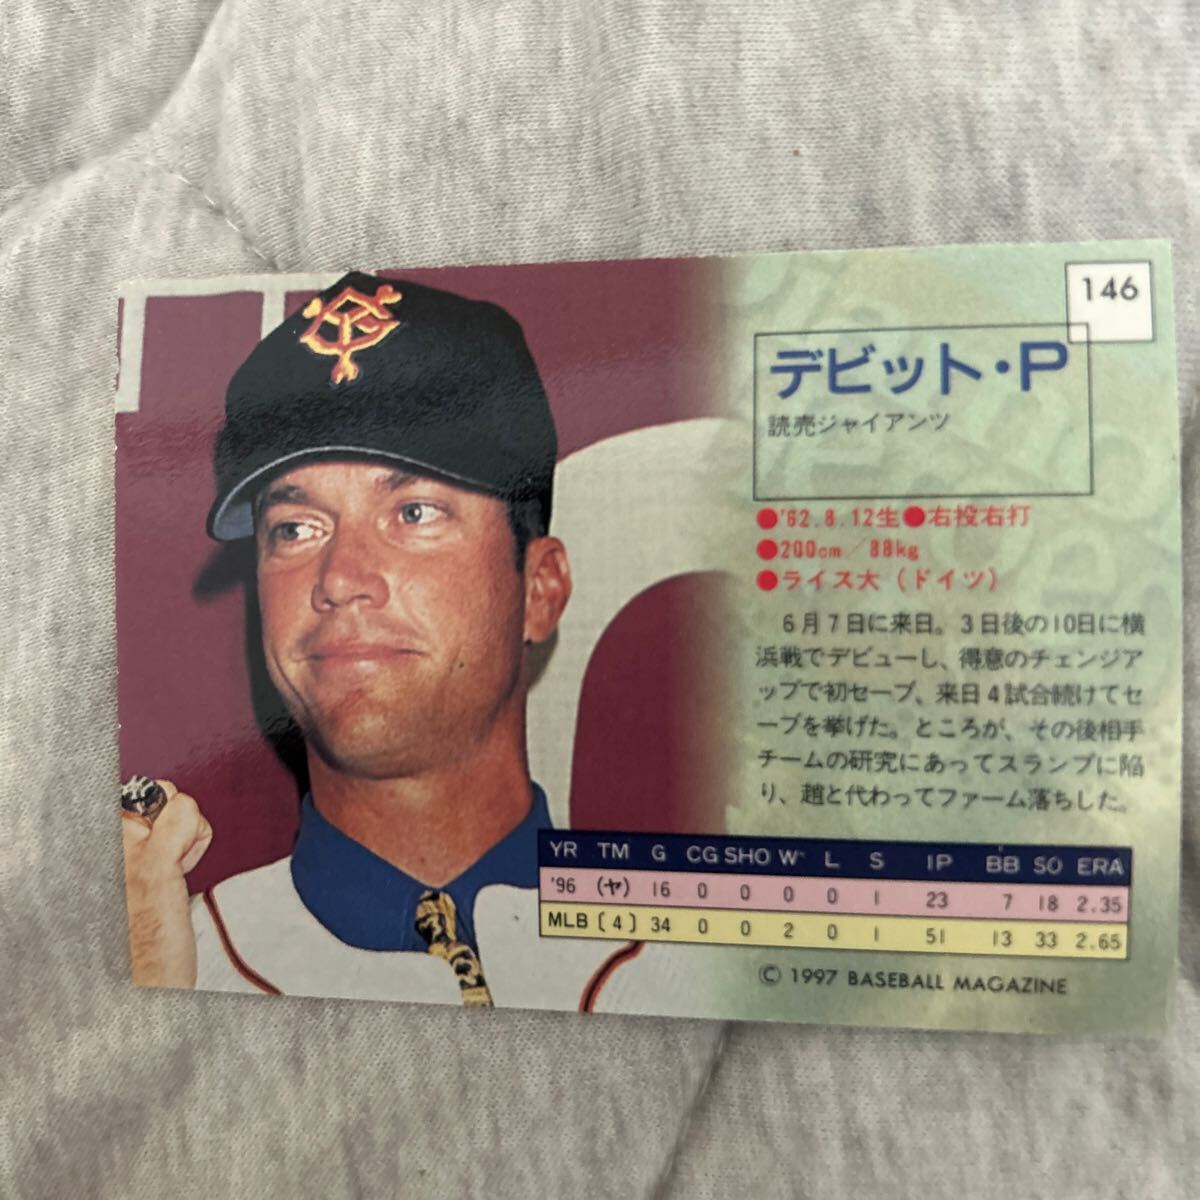 146
デビット・P
読売ジャイアンツ
●'62.8.12生●右投右打
●200cm/88kg
●ライス大(ドイツ)
6月7日に来日。3日後の10日に横
浜戦でデビューし、得意のチェンジア
ップで初セーブ、来日4試合続けてセ
ーブを挙げた。ところが、その後相手
チームの研究にあってスランプに陥
り、趙と代わってファーム落ちした。
YR TM G CG SHO W L S IP BB SO ERA
'96 (ヤ) 16 0 0 0 0 1 23 7 18 2.35
MLB [4] 34 0 0 2 0 1 51 13 33 2.65
© 1997 BASEBALL MAGAZINE